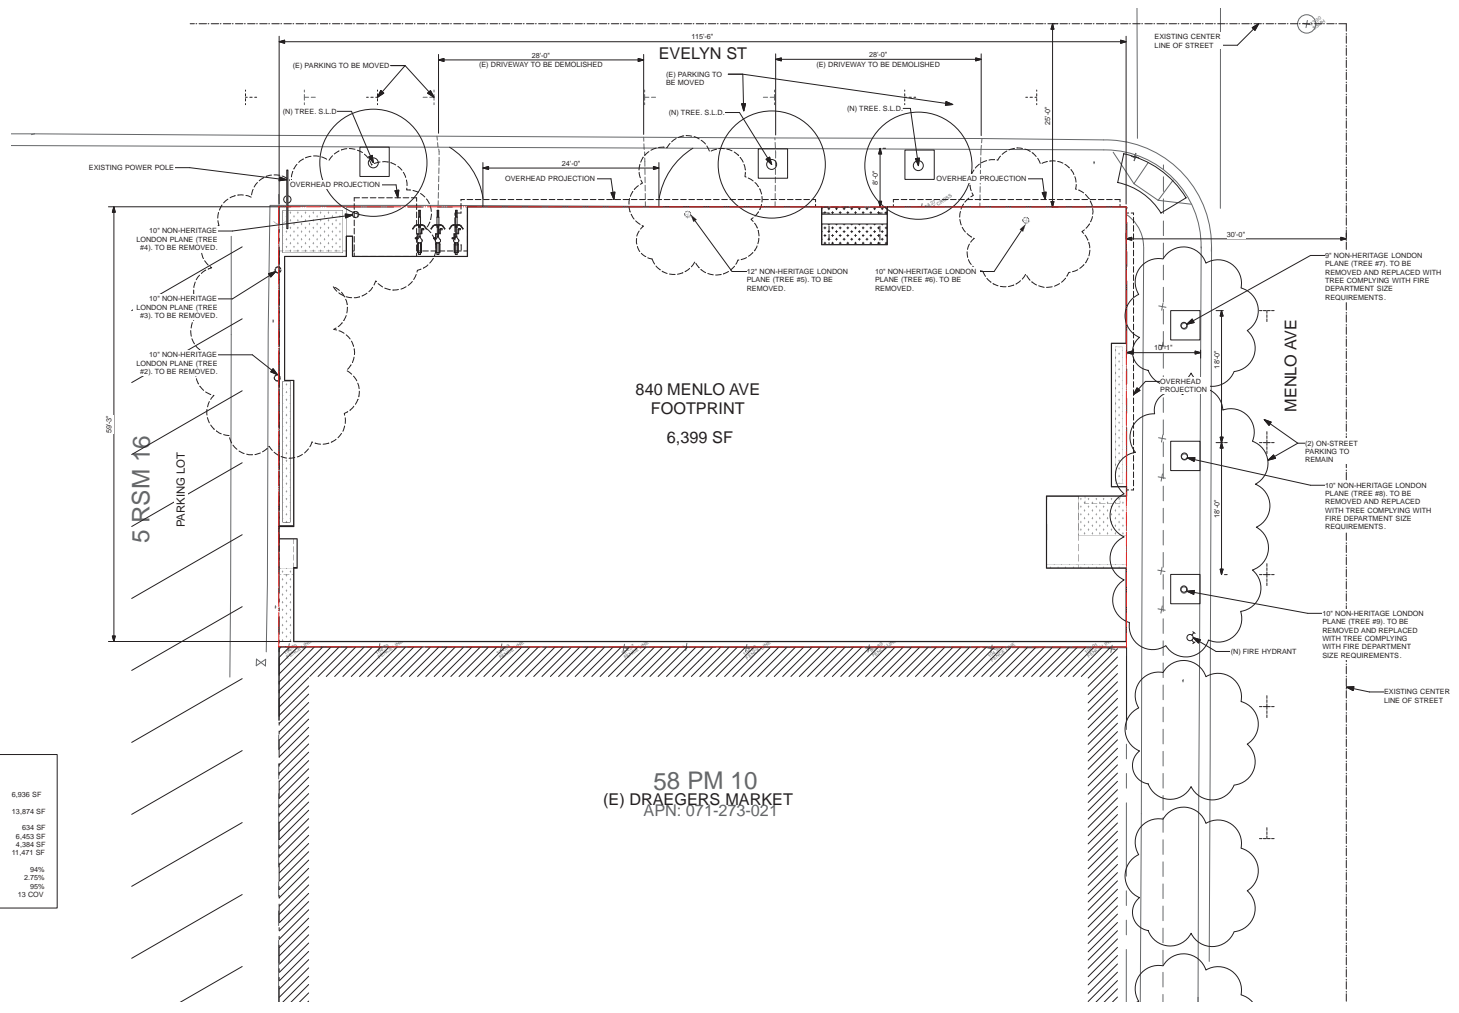 EXISTING CENTER
LINE OF STREET
115'-6"
EVELYN ST
28'-0"
(E) DRIVEWAY TO BE DEMOLISHED
28'-0"
(E) DRIVEWAY TO BE DEMOLISHED
(E) PARKING TO BE MOVED
(E) PARKING TO
BE MOVED
25'-0"
(N) TREE. S.L.D.
(N) TREE. S.L.D.
(N) TREE. S.L.D.
EXISTING POWER POLE
24'-0"
8'-0"
OVERHEAD PROJECTION
OVERHEAD PROJECTION
OVERHEAD PROJECTION
10" NON-HERITAGE
LONDON PLANE (TREE
#4). TO BE REMOVED.
30'-0"
12" NON-HERITAGE LONDON
PLANE (TREE #5). TO BE
REMOVED.
10" NON-HERITAGE LONDON
PLANE (TREE #6). TO BE
REMOVED.
9" NON-HERITAGE LONDON
PLANE (TREE #7). TO BE
REMOVED AND REPLACED WITH
TREE COMPLYING WITH FIRE
DEPARTMENT SIZE
REQUIREMENTS.
10" NON-HERITAGE
LONDON PLANE (TREE
#3). TO BE REMOVED.
10" NON-HERITAGE
LONDON PLANE (TREE
#2). TO BE REMOVED.
10'-1"
18'-0"
MENLO AVE
OVERHEAD
PROJECTION
840 MENLO AVE
FOOTPRINT
6,399 SF
59'-3"
5 RSM 16
PARKING LOT
(2) ON-STREET
PARKING TO
REMAIN
18'-0"
10" NON-HERITAGE LONDON
PLANE (TREE #8). TO BE
REMOVED AND REPLACED
WITH TREE COMPLYING WITH
FIRE DEPARTMENT SIZE
REQUIREMENTS.
10" NON-HERITAGE LONDON
PLANE (TREE #9). TO BE
REMOVED AND REPLACED
WITH TREE COMPLYING
WITH FIRE DEPARTMENT
SIZE REQUIREMENTS.
(N) FIRE HYDRANT
EXISTING CENTER
LINE OF STREET
58 PM 10
(E) DRAEGERS MARKET
APN: 071-273-021
6,936 SF
13,874 SF
634 SF
6,453 SF
4,384 SF
11,471 SF
94%
2.75%
95%
13 COV